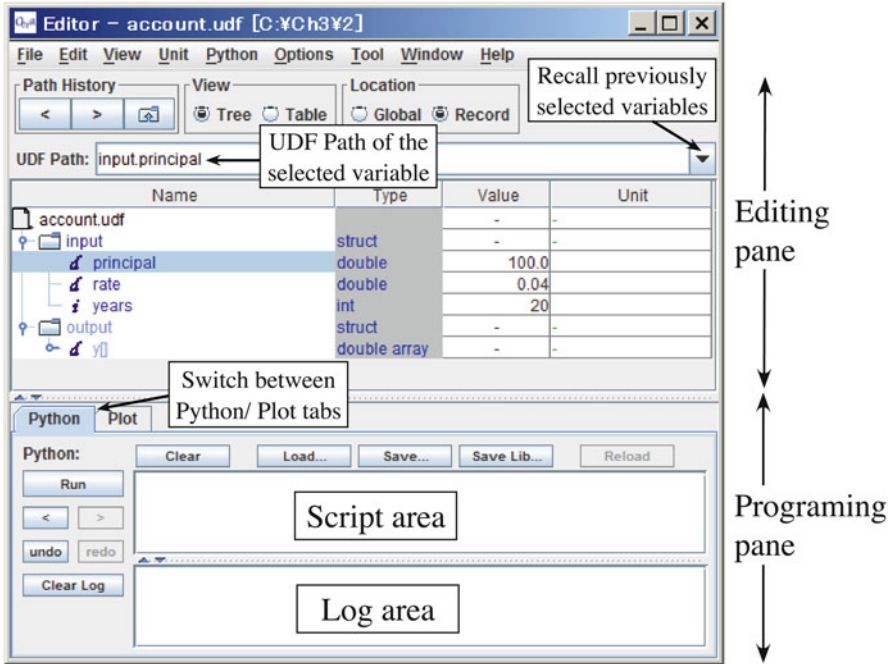 Editor – account.udf [C:¥Ch3¥2]
File Edit View Unit Python Options Tool Window Help
Path History
< >
View
Tree Table
Location
Global Record
Recall previously
selected variables
UDF Path: input.principal
UDF Path of the
selected variable
Name Type Value Unit
account.udf - -
input struct - -
principal double 100.0
rate double 0.04
years int 20
output struct - -
y[] double array - -
Editing
pane
Switch between
Python/ Plot tabs
Python Plot
Python: Clear Load... Save... Save Lib... Reload
Run
< >
undo redo
Clear Log
Script area
Log area
Programing
pane